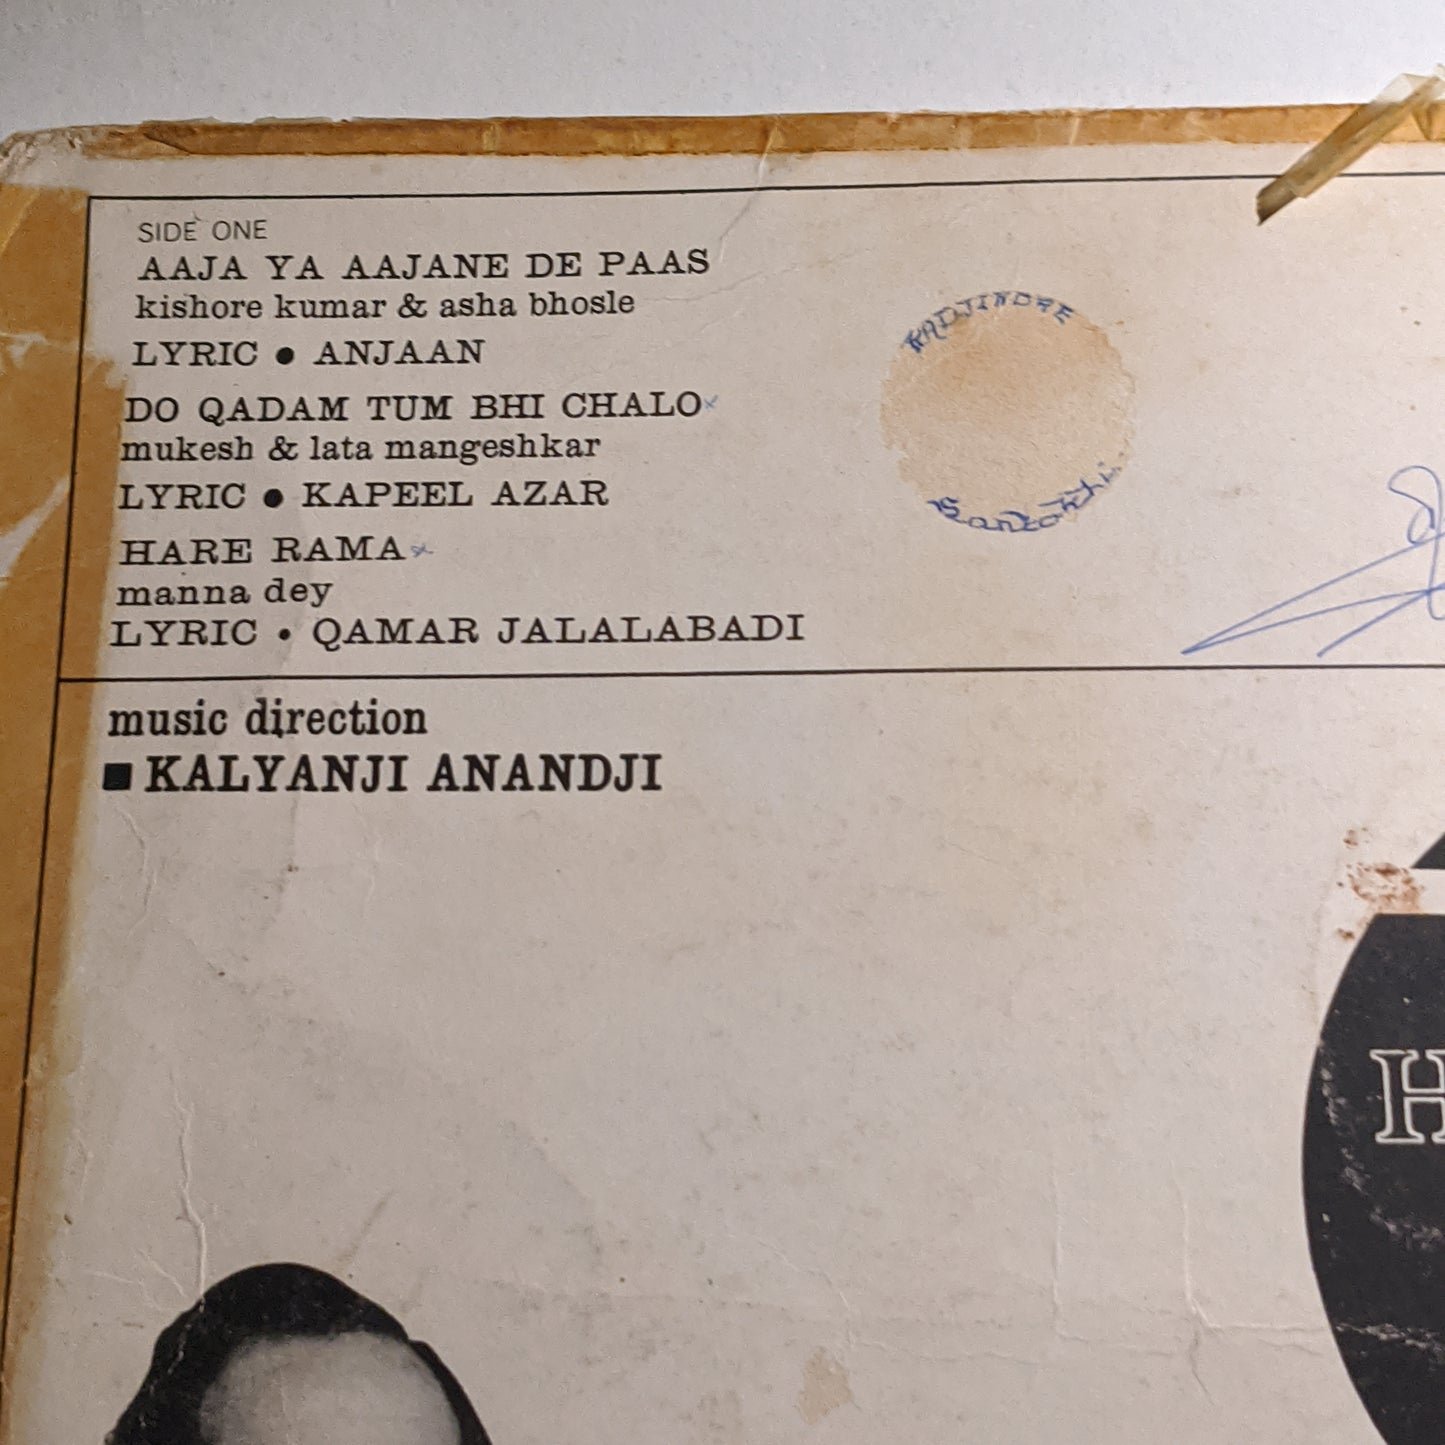 SIDE ONE
AAJA YA AAJANE DE PAAS
kishore kumar & asha bhosle
LYRIC ● ANJAAN
DO QADAM TUM BHI CHALO
mukesh & lata mangeshkar
LYRIC ● KAPEEL AZAR
HARE RAMA
manna dey
LYRIC • QAMAR JALALABADI
music direction
■ KALYANJI ANANDJI
H